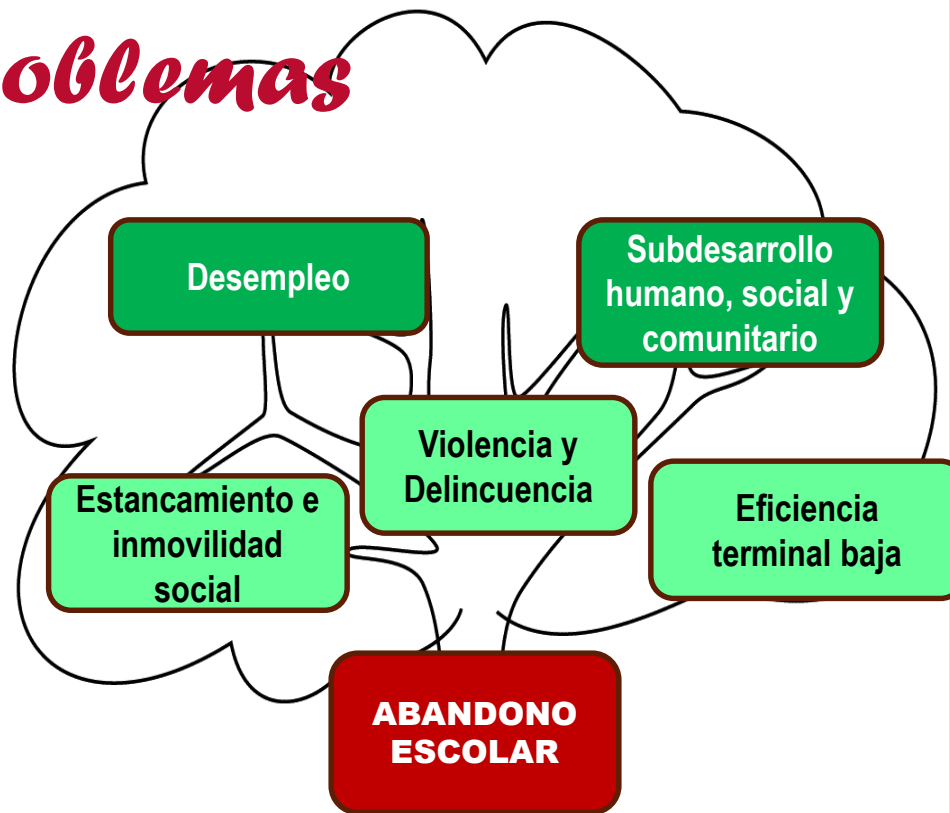 oblemas
Desempleo
Subdesarrollo
humano, social y
comunitario
Violencia y
Delincuencia
Estancamiento e
inmovilidad
social
Eficiencia
terminal baja
ABANDONO
ESCOLAR